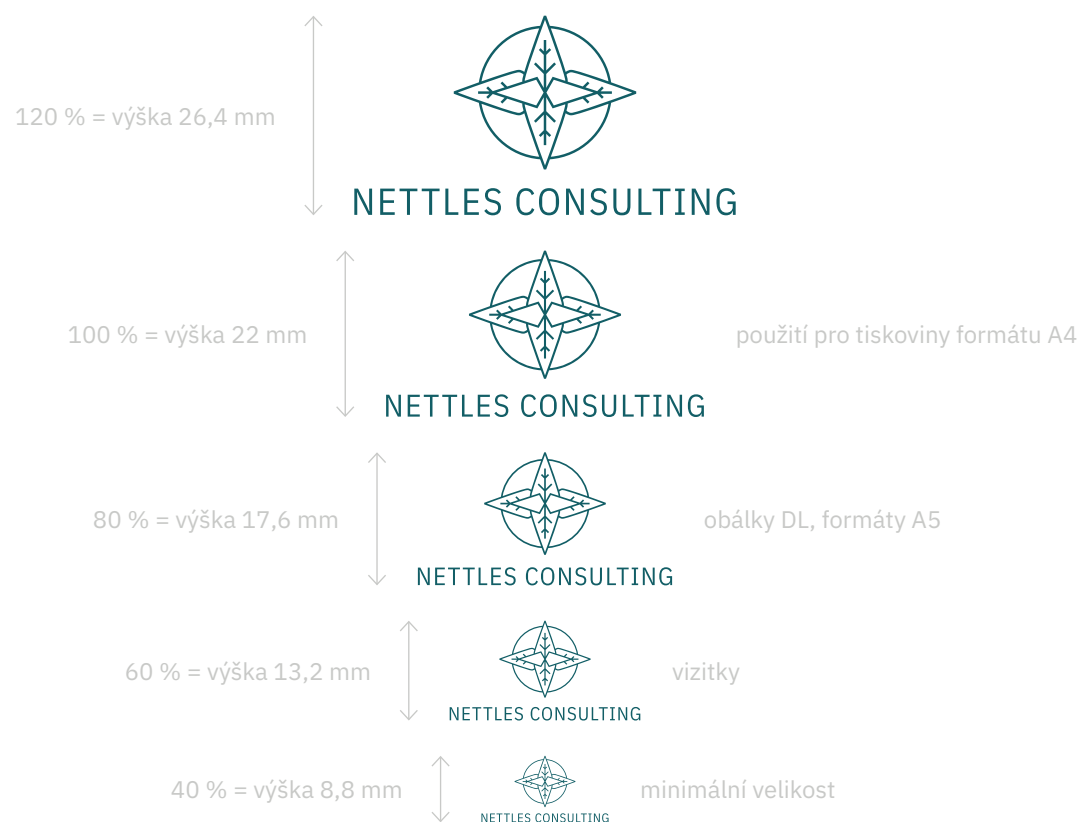 120 % = výška 26,4 mm
NETTLES CONSULTING
100 % = výška 22 mm
použití pro tiskoviny formátu A4
NETTLES CONSULTING
80 % = výška 17,6 mm
obálky DL, formáty A5
NETTLES CONSULTING
60 % = výška 13,2 mm
vizitky
NETTLES CONSULTING
40 % = výška 8,8 mm
minimální velikost
NETTLES CONSULTING